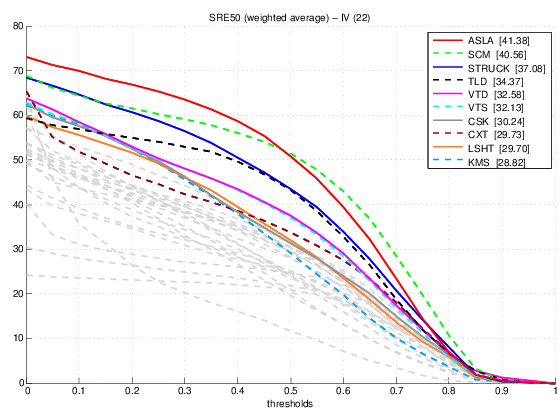 SRE50 (weighted average) – IV (22)
80
70
60
50
40
30
20
10
0
0 0.1 0.2 0.3 0.4 0.5 0.6 0.7 0.8 0.9 1
thresholds
ASLA [41.38]
SCM [40.56]
STRUCK [37.08]
TLD [34.37]
VTD [32.58]
VTS [32.13]
CSK [30.24]
CXT [29.73]
LSHT [29.70]
KMS [28.82]